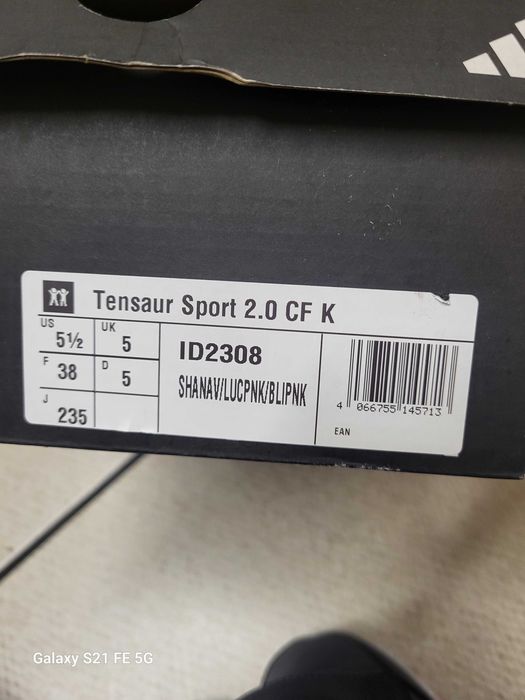 Tensaur Sport 2.0 CF K
US 5½ UK 5
F 38 D 5
J 235
ID2308
SHANAV/LUCPNK/BLIPNK
4 066755 145713
EAN
Galaxy S21 FE 5G